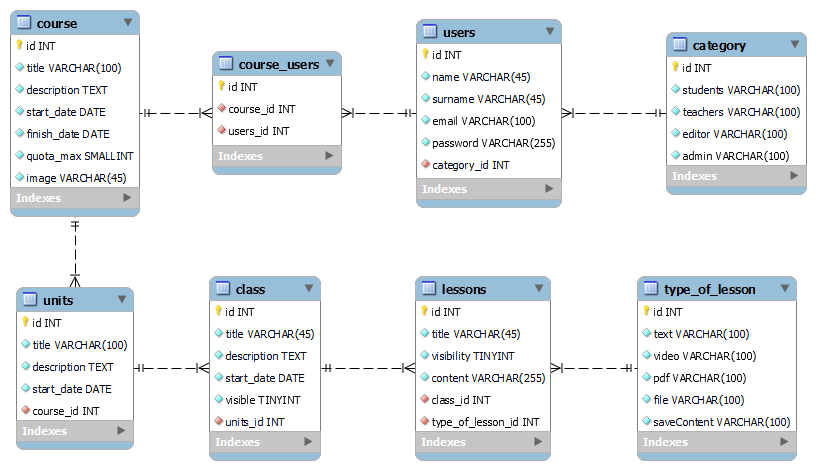 course
id INT
title VARCHAR(100)
description TEXT
start_date DATE
finish_date DATE
quota_max SMALLINT
image VARCHAR(45)
Indexes
course_users
id INT
course_id INT
users_id INT
Indexes
users
id INT
name VARCHAR(45)
surname VARCHAR(45)
email VARCHAR(100)
password VARCHAR(255)
category_id INT
Indexes
category
id INT
students VARCHAR(100)
teachers VARCHAR(100)
editor VARCHAR(100)
admin VARCHAR(100)
Indexes
units
id INT
title VARCHAR(100)
description TEXT
start_date DATE
course_id INT
Indexes
class
id INT
title VARCHAR(45)
description TEXT
start_date DATE
visible TINYINT
units_id INT
Indexes
lessons
id INT
title VARCHAR(45)
visibility TINYINT
content VARCHAR(255)
class_id INT
type_of_lesson_id INT
Indexes
type_of_lesson
id INT
text VARCHAR(100)
video VARCHAR(100)
pdf VARCHAR(100)
file VARCHAR(100)
saveContent VARCHAR(100)
Indexes